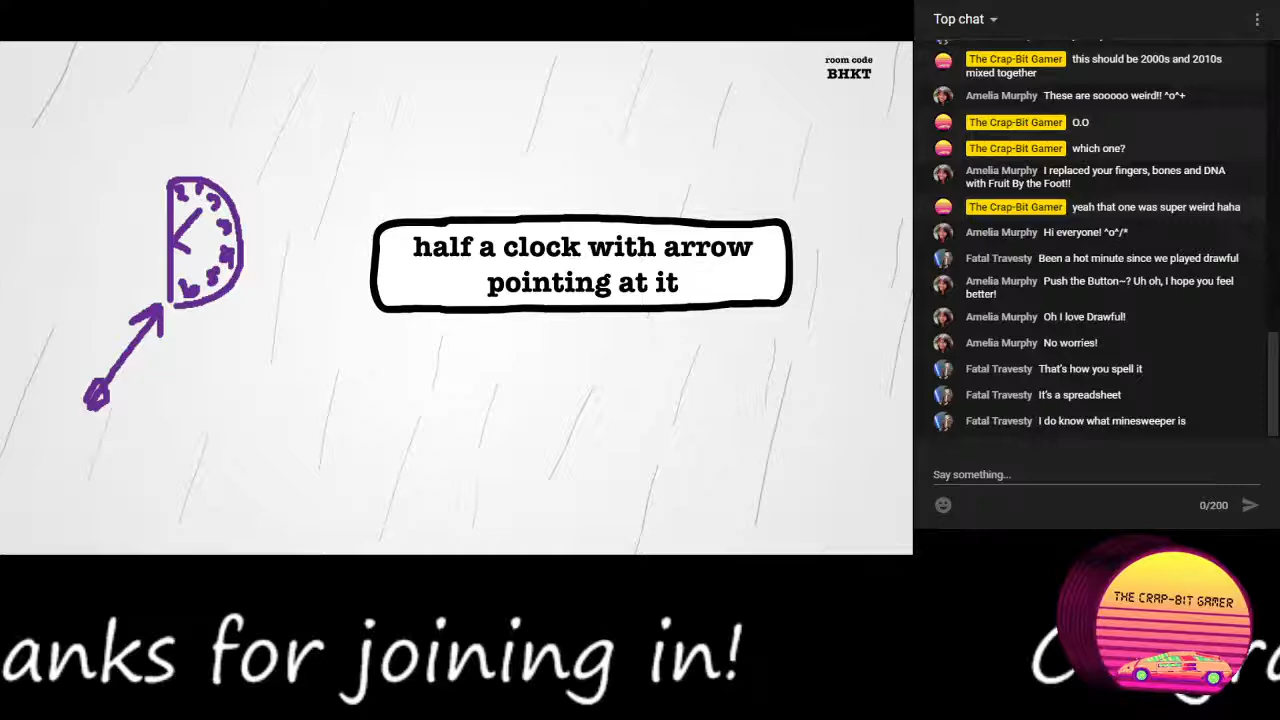 room code
BHKT
half a clock with arrow
pointing at it
Top chat
The Crap-Bit Gamer this should be 2000s and 2010s
mixed together
Amelia Murphy These are sooooo weird!! ^o^+
The Crap-Bit Gamer O.O
The Crap-Bit Gamer which one?
Amelia Murphy I replaced your fingers, bones and DNA
with Fruit By the Foot!!
The Crap-Bit Gamer yeah that one was super weird haha
Amelia Murphy Hi everyone! ^o^/*
Fatal Travesty Been a hot minute since we played drawful
Amelia Murphy Push the Button~? Uh oh, I hope you feel
better!
Amelia Murphy Oh I love Drawful!
Amelia Murphy No worries!
Fatal Travesty That's how you spell it
Fatal Travesty It's a spreadsheet
Fatal Travesty I do know what minesweeper is
Say something...
0/200
THE CRAP-BIT GAMER
anks for joining in!